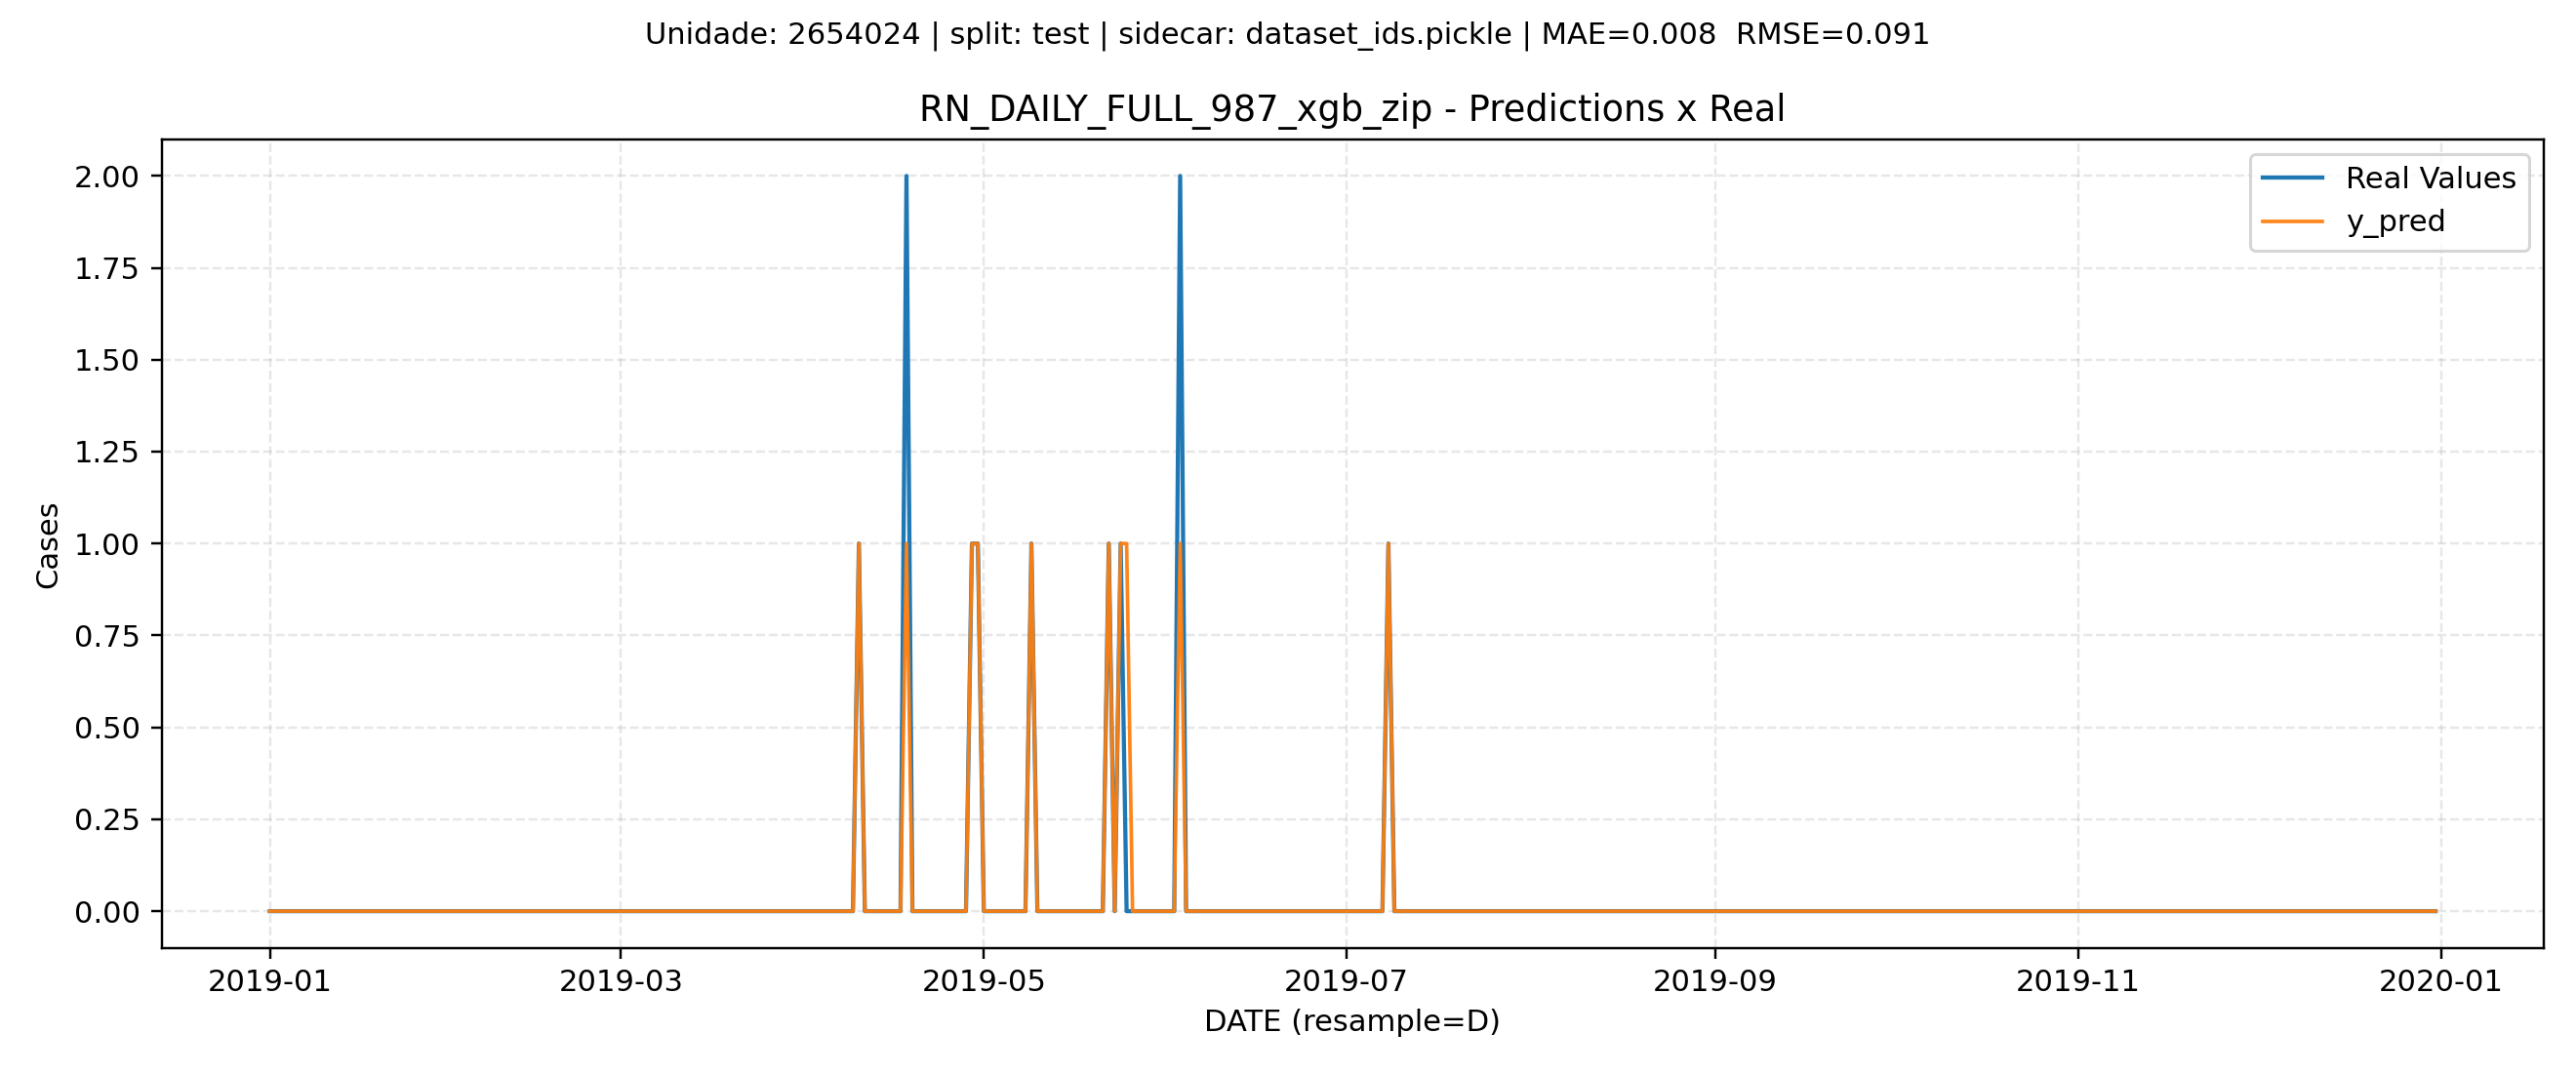 Unidade: 2654024 | split: test | sidecar: dataset_ids.pickle | MAE=0.008  RMSE=0.091
RN_DAILY_FULL_987_xgb_zip - Predictions x Real
Real Values
y_pred
2.00
1.75
1.50
1.25
1.00
0.75
0.50
0.25
0.00
Cases
2019-01
2019-03
2019-05
2019-07
2019-09
2019-11
2020-01
DATE (resample=D)